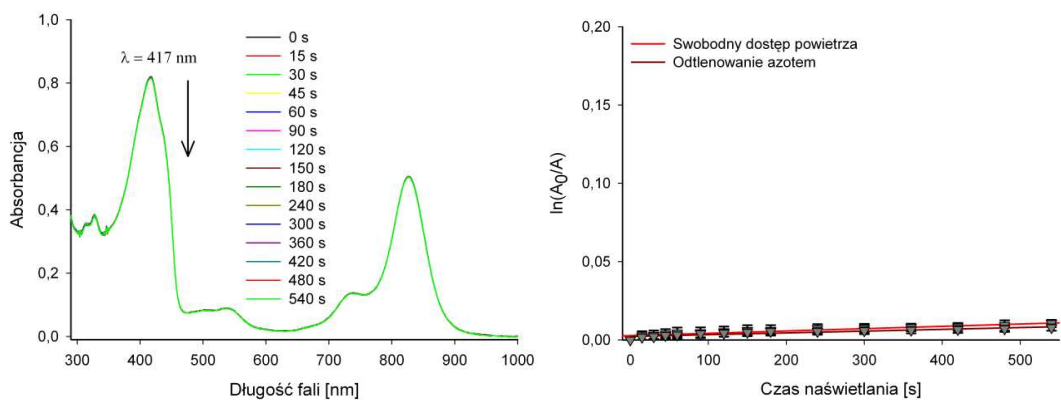 1,0
0,8
0,6
0,4
0,2
0,0
Absorbancja
λ = 417 nm
0 s
15 s
30 s
45 s
60 s
90 s
120 s
150 s
180 s
240 s
300 s
360 s
420 s
480 s
540 s
300 400 500 600 700 800 900 1000
Długość fali [nm]
0,20
0,15
0,10
0,05
0,00
ln(A0/A)
Swobodny dostęp powietrza
Odtlenowanie azotem
0 100 200 300 400 500
Czas naświetlania [s]